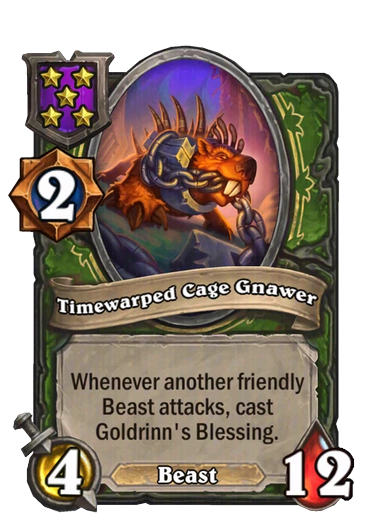 2
Timewarped Cage Gnawer
Whenever another friendly
Beast attacks, cast
Goldrinn's Blessing.
4
Beast
12